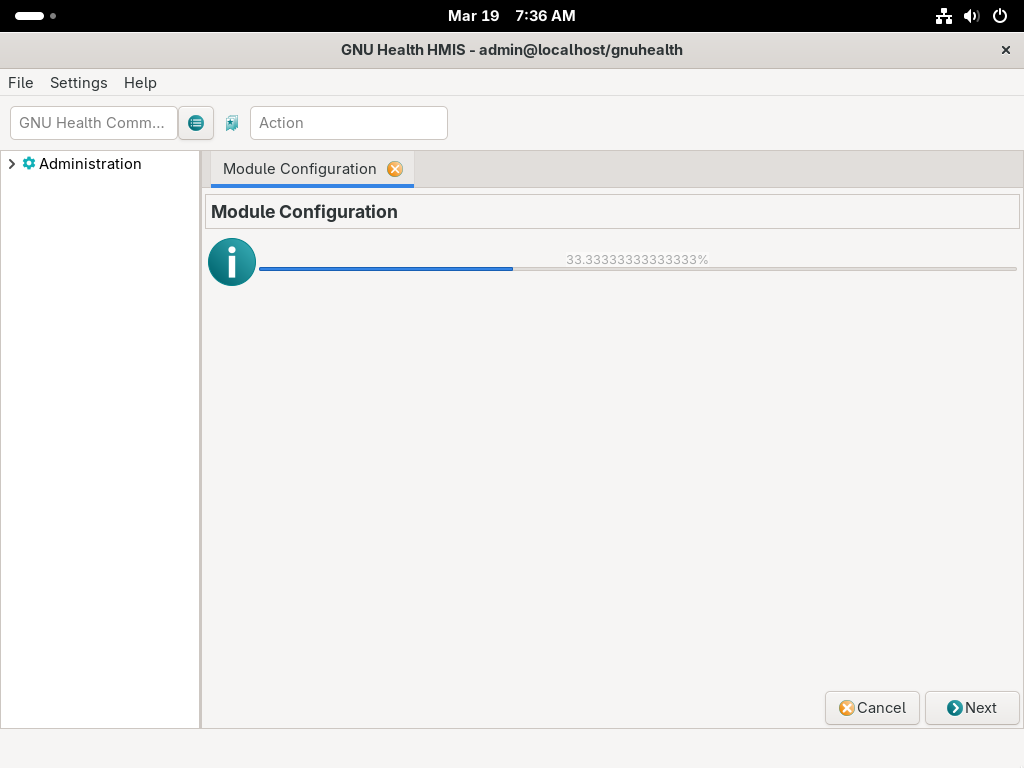 Mar 19 7:36 AM
GNU Health HMIS - admin@localhost/gnuhealth
File Settings Help
GNU Health Comm... Action
Administration
Module Configuration
Module Configuration
33.33333333333333%
Cancel Next